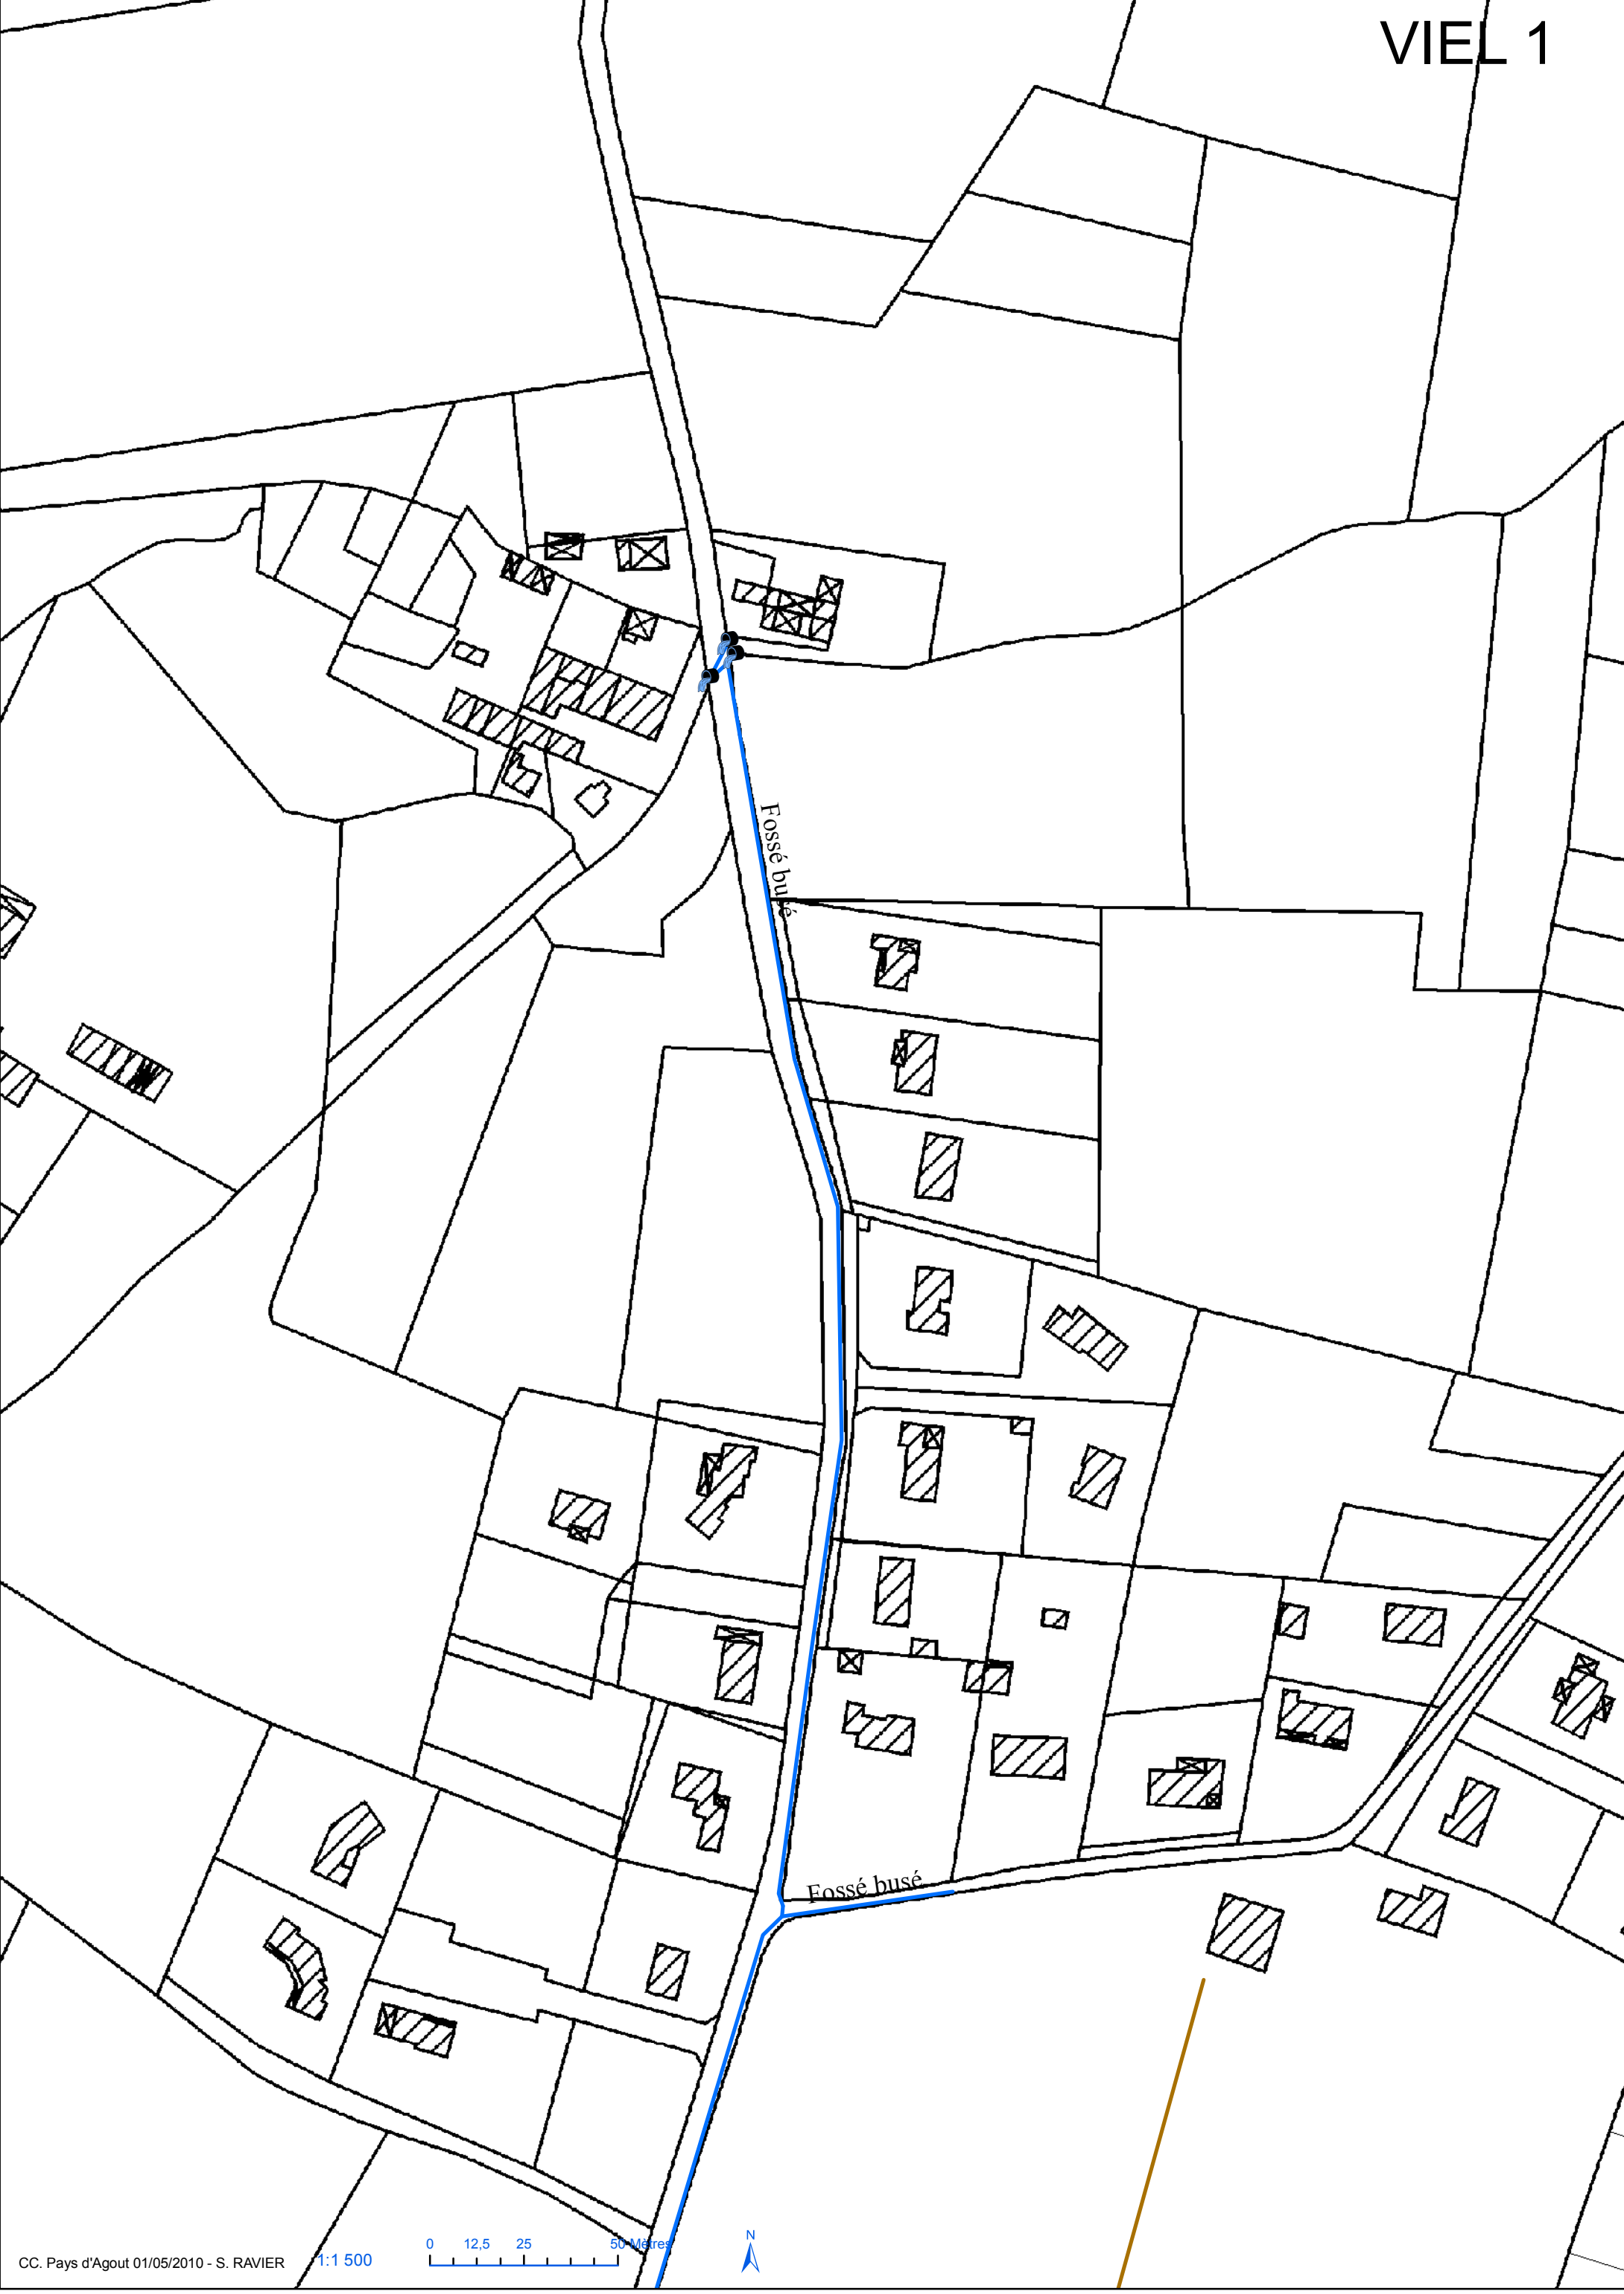 VIEL 1
Fossé busé
Fossé busé
CC. Pays d'Agout 01/05/2010 - S. RAVIER
1:1 500
0 12,5 25 50 Mètres
N